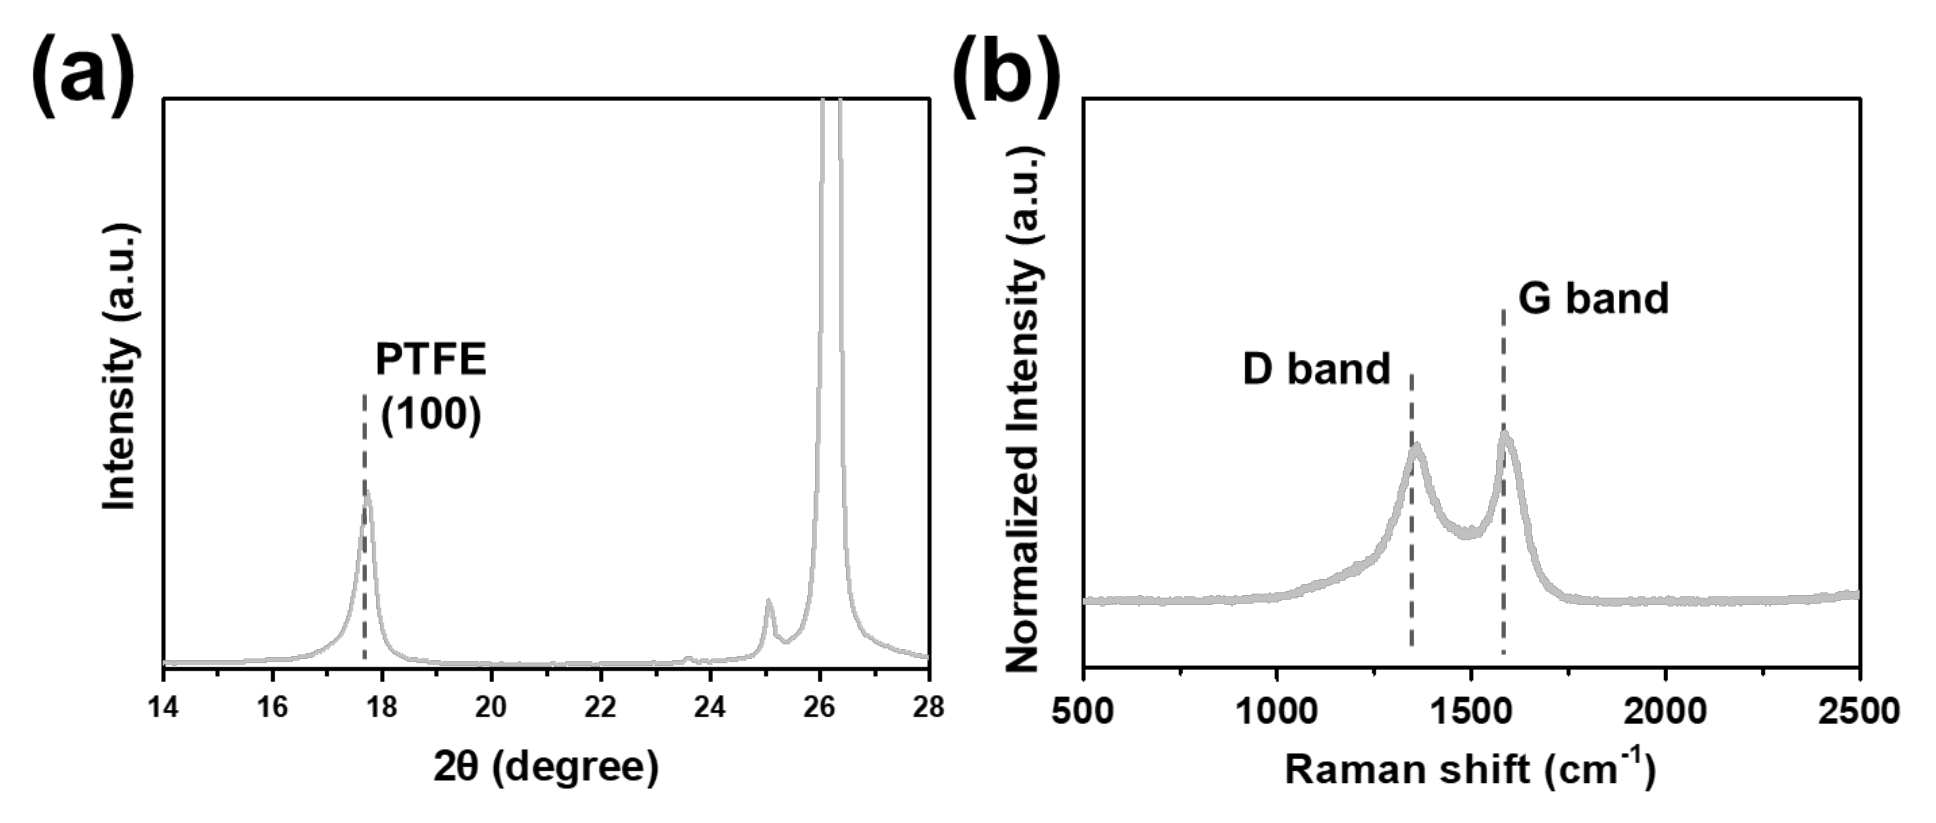 (a)
Intensity (a.u.)
PTFE
(100)
14 16 18 20 22 24 26 28
2θ (degree)
(b)
Normalized Intensity (a.u.)
D band
G band
500 1000 1500 2000 2500
Raman shift (cm⁻¹)